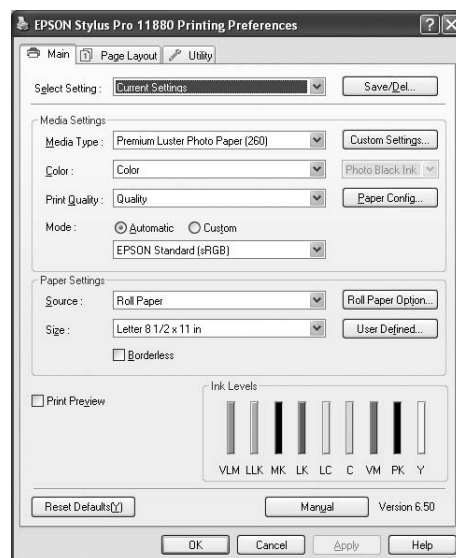 EPSON Stylus Pro 11880 Printing Preferences
Main
Page Layout
Utility
Select Setting :
Current Settings
Save/Del...
Media Settings
Media Type :
Premium Luster Photo Paper (260)
Custom Settings...
Color :
Color
Photo Black Ink
Print Quality :
Quality
Paper Config...
Mode :
Automatic
Custom
EPSON Standard (sRGB)
Paper Settings
Source :
Roll Paper
Roll Paper Option...
Size :
Letter 8 1/2 x 11 in
User Defined...
Borderless
Print Preview
Ink Levels
VLM LLK MK LK LC C VM PK Y
Reset Defaults(Y)
Manual
Version 6.50
OK
Cancel
Apply
Help